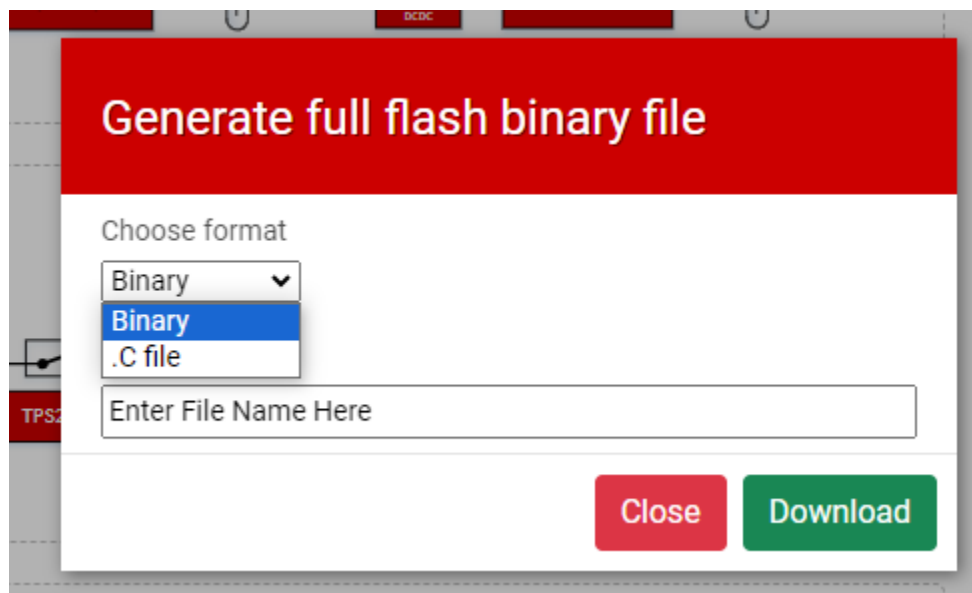 DCDC
Generate full flash binary file
Choose format
Binary
Binary
.C file
TPS2
Enter File Name Here
Close
Download